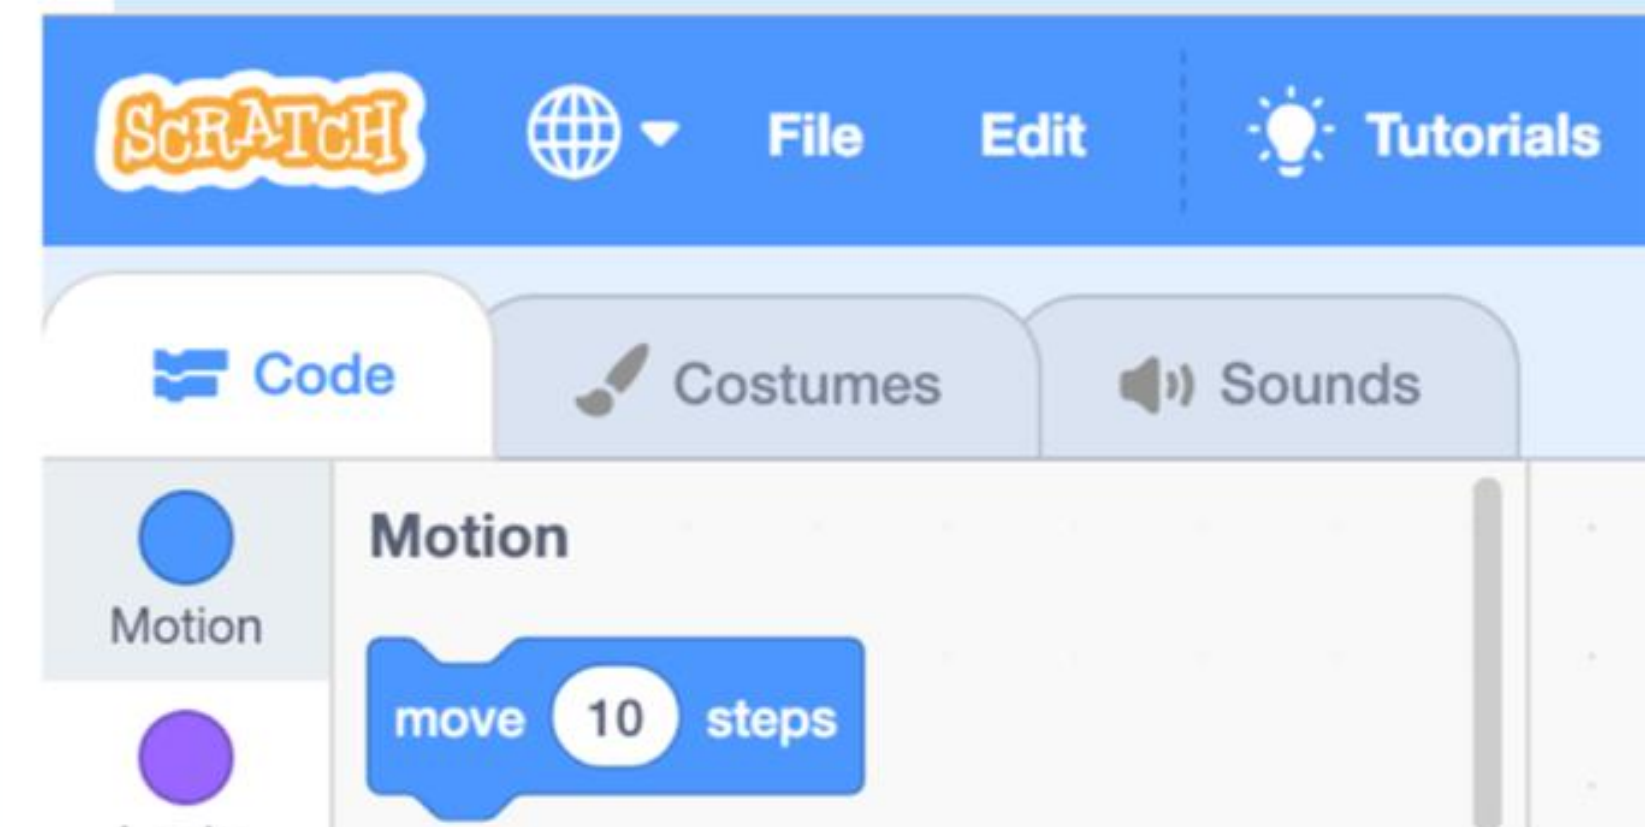 SCRATCH File Edit Tutorials
Code Costumes Sounds
Motion
Motion
move 10 steps